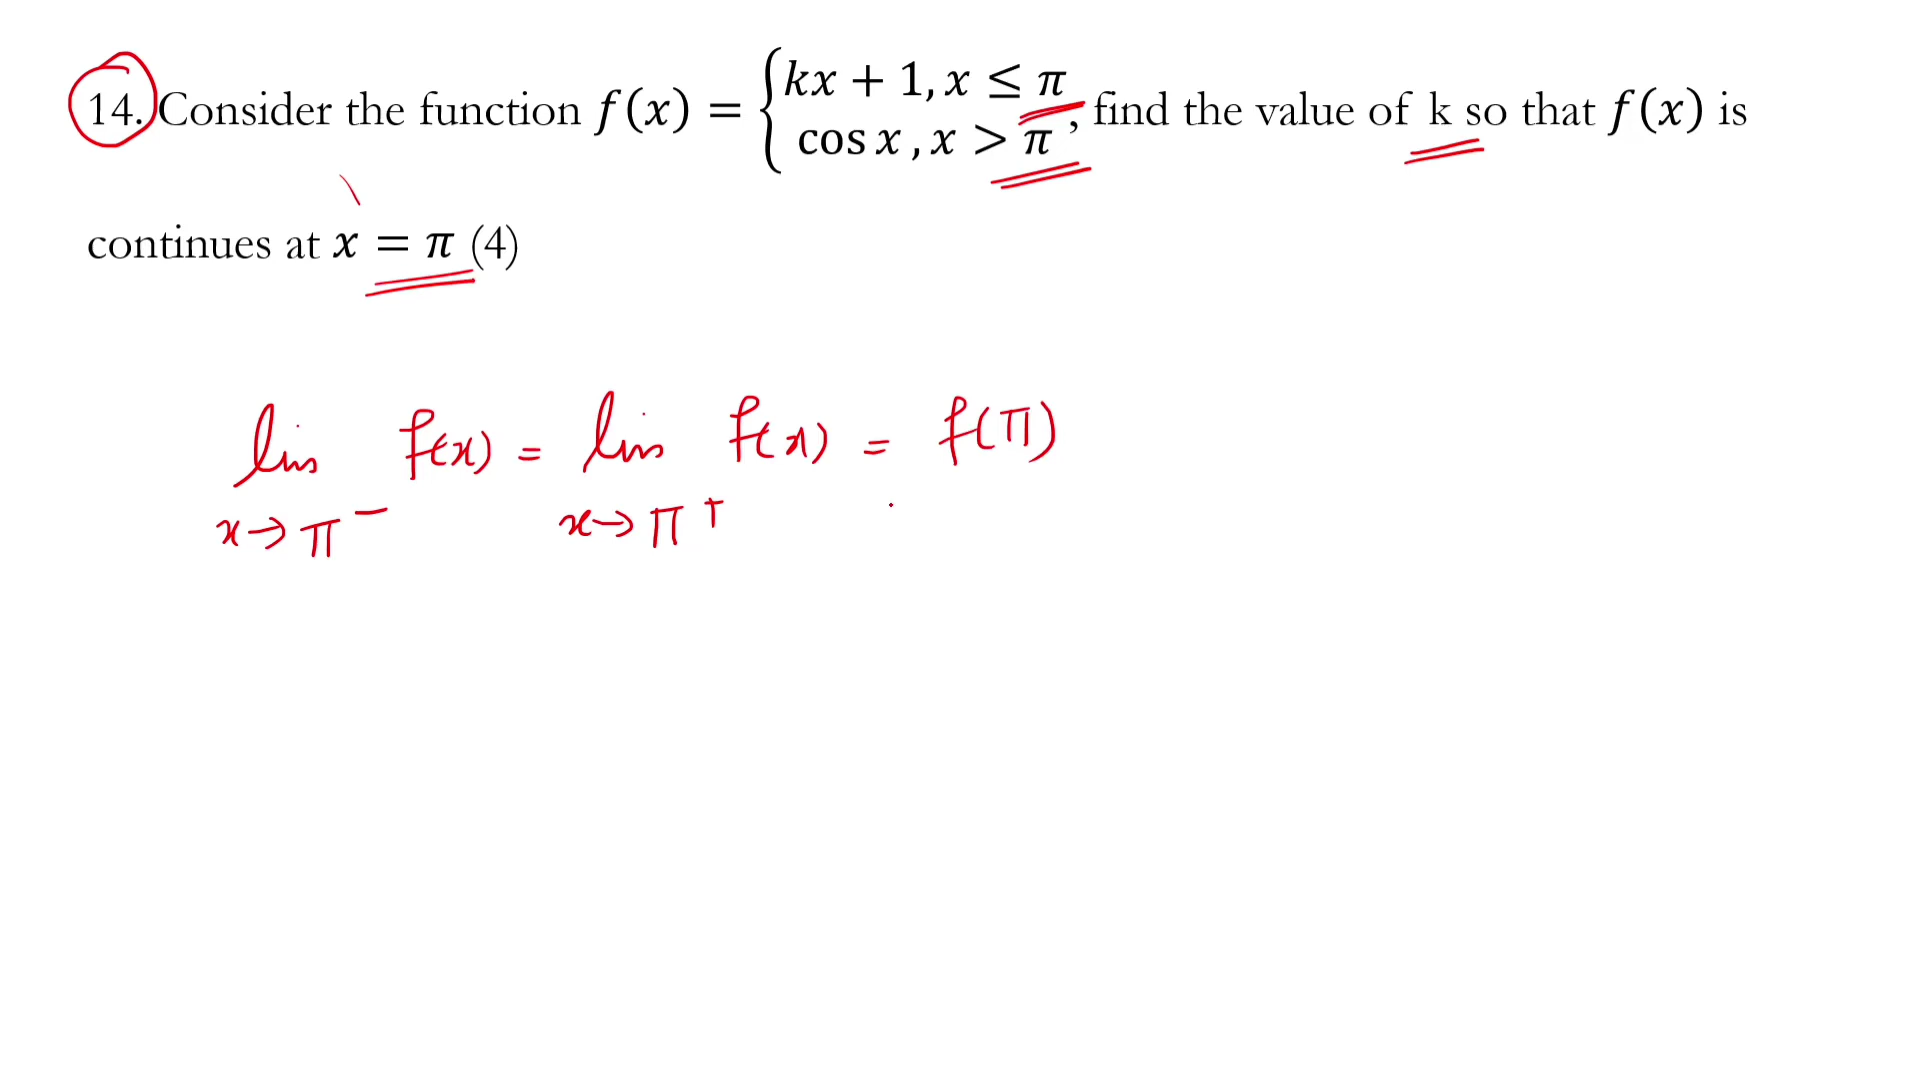 14. Consider the function f(x) = {kx + 1, x ≤ π
cos x , x > π , find the value of k so that f(x) is
continues at x = π (4)
lim f(x) = lim f(x) = f(π)
x→π⁻ x→π⁺